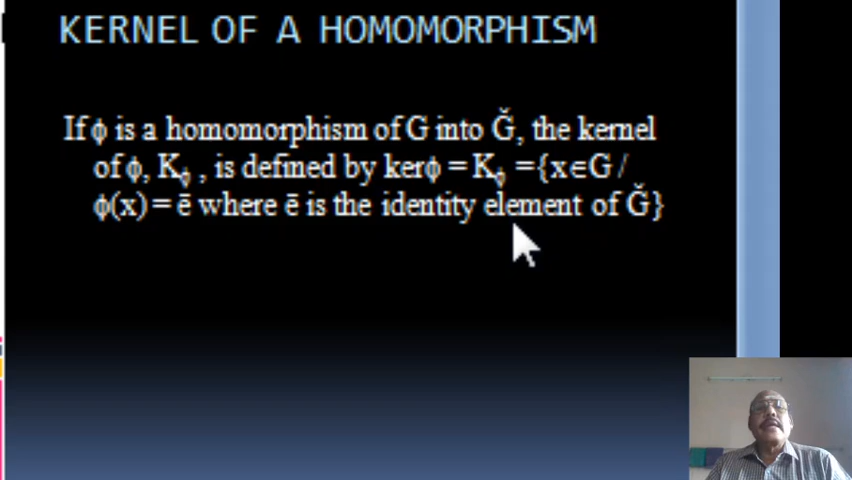 KERNEL OF A HOMOMORPHISM
If ϕ is a homomorphism of G into Ğ, the kernel
of ϕ, Kϕ , is defined by kerϕ = Kϕ ={x∈G /
ϕ(x) = ē where ē is the identity element of Ğ}